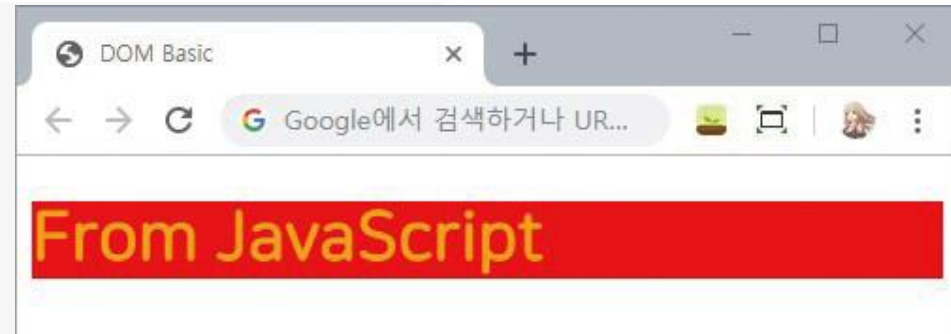 DOM Basic
Google에서 검색하거나 UR...
From JavaScript